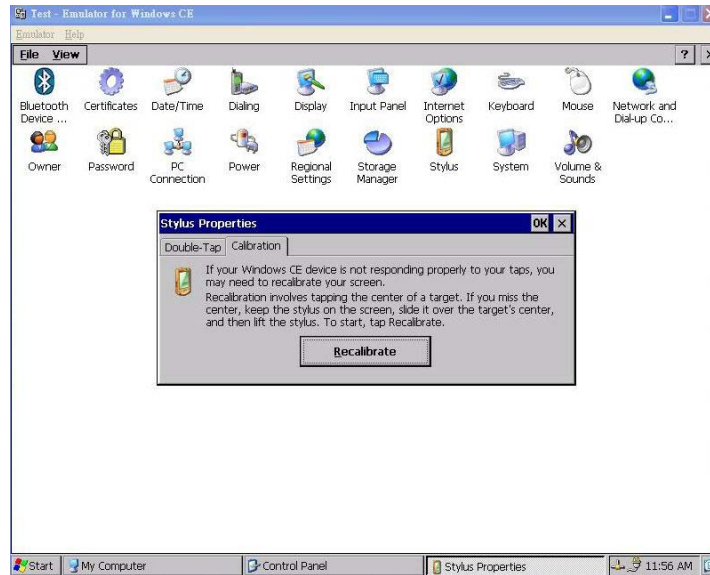 Test - Emulator for Windows CE
Emulator Help
File View ?
Bluetooth Device ...
Certificates
Date/Time
Dialing
Display
Input Panel
Internet Options
Keyboard
Mouse
Network and Dial-up Co...
Owner
Password
PC Connection
Power
Regional Settings
Storage Manager
Stylus
System
Volume & Sounds
Stylus Properties OK ×
Double-Tap Calibration
If your Windows CE device is not responding properly to your taps, you
may need to recalibrate your screen.
Recalibration involves tapping the center of a target. If you miss the
center, keep the stylus on the screen, slide it over the target's center,
and then lift the stylus. To start, tap Recalibrate.
Recalibrate
Start My Computer Control Panel Stylus Properties 11:56 AM